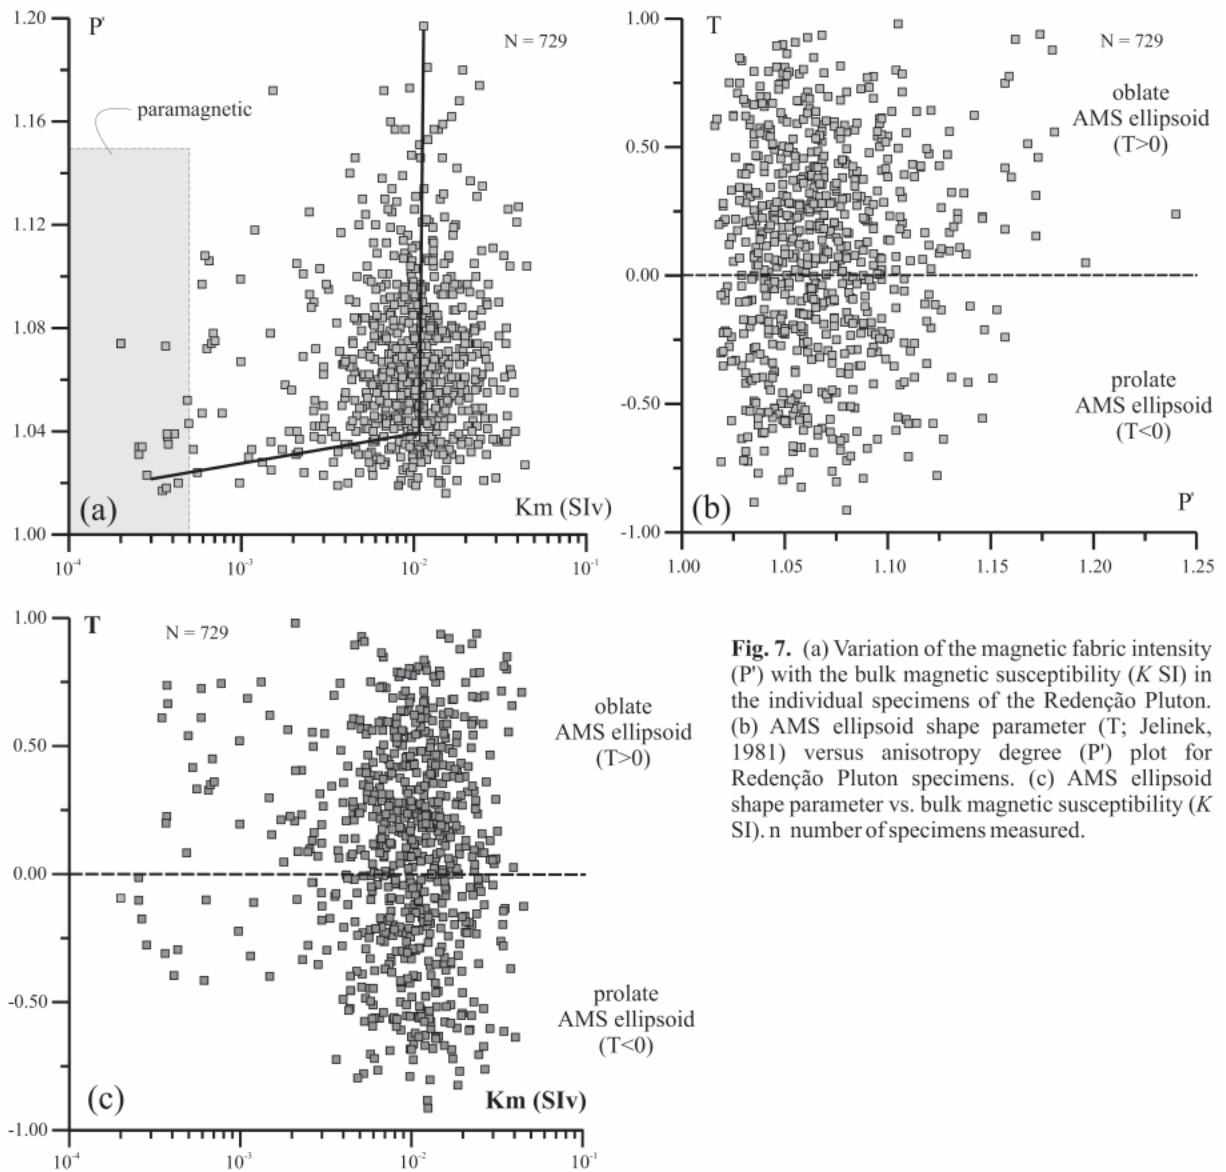 1.20
P'
N = 729
paramagnetic
1.16
1.12
1.08
1.04
1.00
(a)
Km (SIv)
10-4
10-3
10-2
10-1
1.00
T
N = 729
oblate
AMS ellipsoid
(T>0)
0.50
0.00
prolate
AMS ellipsoid
(T<0)
-0.50
(b)
P'
-1.00
1.00
1.05
1.10
1.15
1.20
1.25
1.00
T
N = 729
oblate
AMS ellipsoid
(T>0)
0.50
0.00
-0.50
prolate
AMS ellipsoid
(T<0)
(c)
Km (SIv)
-1.00
10-4
10-3
10-2
10-1
Fig. 7. (a) Variation of the magnetic fabric intensity
(P') with the bulk magnetic susceptibility (K SI) in
the individual specimens of the Redenção Pluton.
(b) AMS ellipsoid shape parameter (T; Jelinek,
1981) versus anisotropy degree (P') plot for
Redenção Pluton specimens. (c) AMS ellipsoid
shape parameter vs. bulk magnetic susceptibility (K
SI). n number of specimens measured.